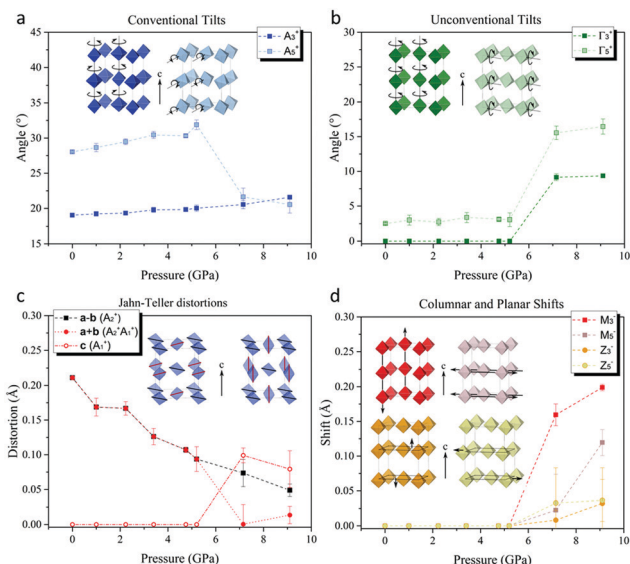 a
Conventional Tilts
A₃⁺
A₅⁺
c
45
40
35
30
25
20
15
Angle (°)
0 2 4 6 8 10
Pressure (GPa)
b
Unconventional Tilts
Γ₃⁺
Γ₅⁺
c
30
25
20
15
10
5
0
Angle (°)
0 2 4 6 8 10
Pressure (GPa)
c
Jahn-Teller distortions
a-b (A₂⁺)
a+b (A₂⁺A₁⁺)
c (A₁⁺)
c
0.30
0.25
0.20
0.15
0.10
0.05
0.00
Distortion (Å)
0 2 4 6 8 10
Pressure (GPa)
d
Columnar and Planar Shifts
M₃⁻
M₅⁻
Z₃⁻
Z₅⁻
c
c
0.30
0.25
0.20
0.15
0.10
0.05
0.00
Shift (Å)
0 2 4 6 8 10
Pressure (GPa)